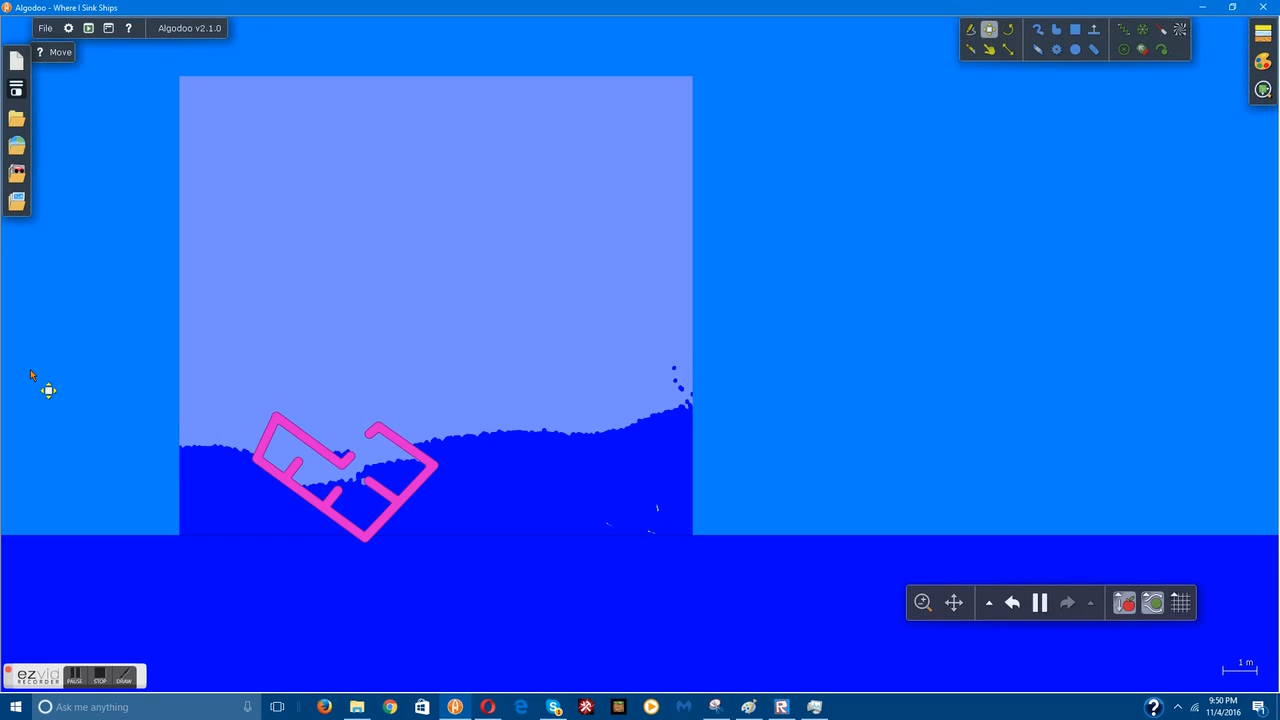 Algodoo - Where I Sink Ships
File
?
Algodoo v2.1.0
? Move
1 m
ezvid
RECORDER
PAUSE
STOP
DRAW
Ask me anything
9:50 PM
11/4/2016